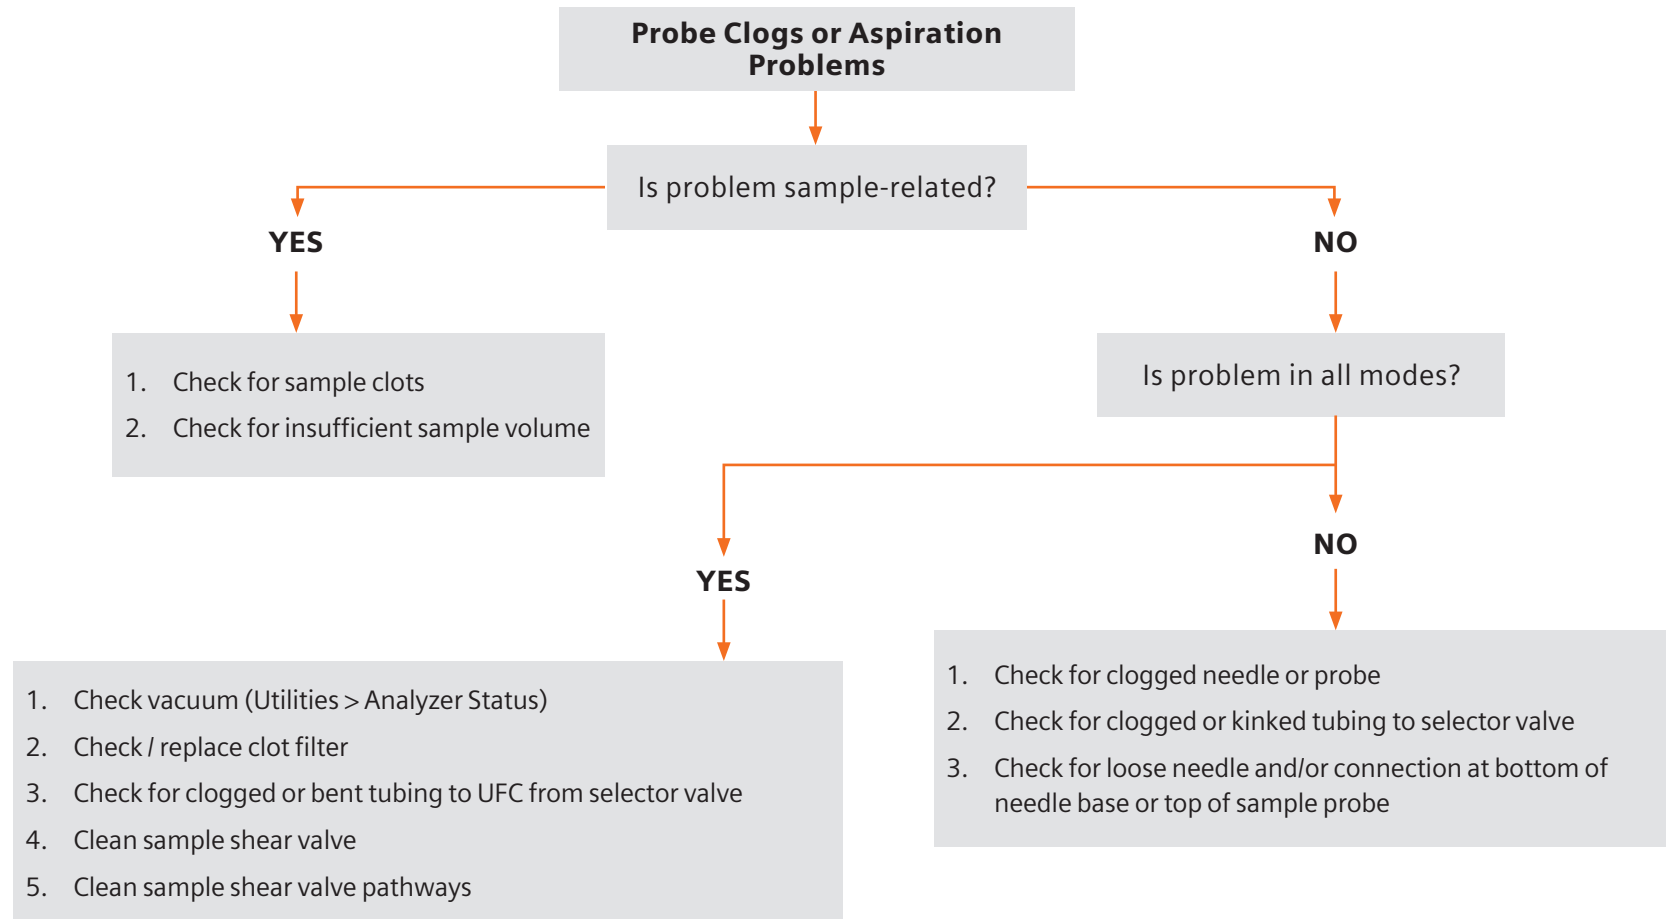 Probe Clogs or Aspiration
Problems
Is problem sample-related?
YES
NO
1. Check for sample clots
2. Check for insufficient sample volume
Is problem in all modes?
YES
NO
1. Check vacuum (Utilities > Analyzer Status)
2. Check / replace clot filter
3. Check for clogged or bent tubing to UFC from selector valve
4. Clean sample shear valve
5. Clean sample shear valve pathways
1. Check for clogged needle or probe
2. Check for clogged or kinked tubing to selector valve
3. Check for loose needle and/or connection at bottom of
needle base or top of sample probe